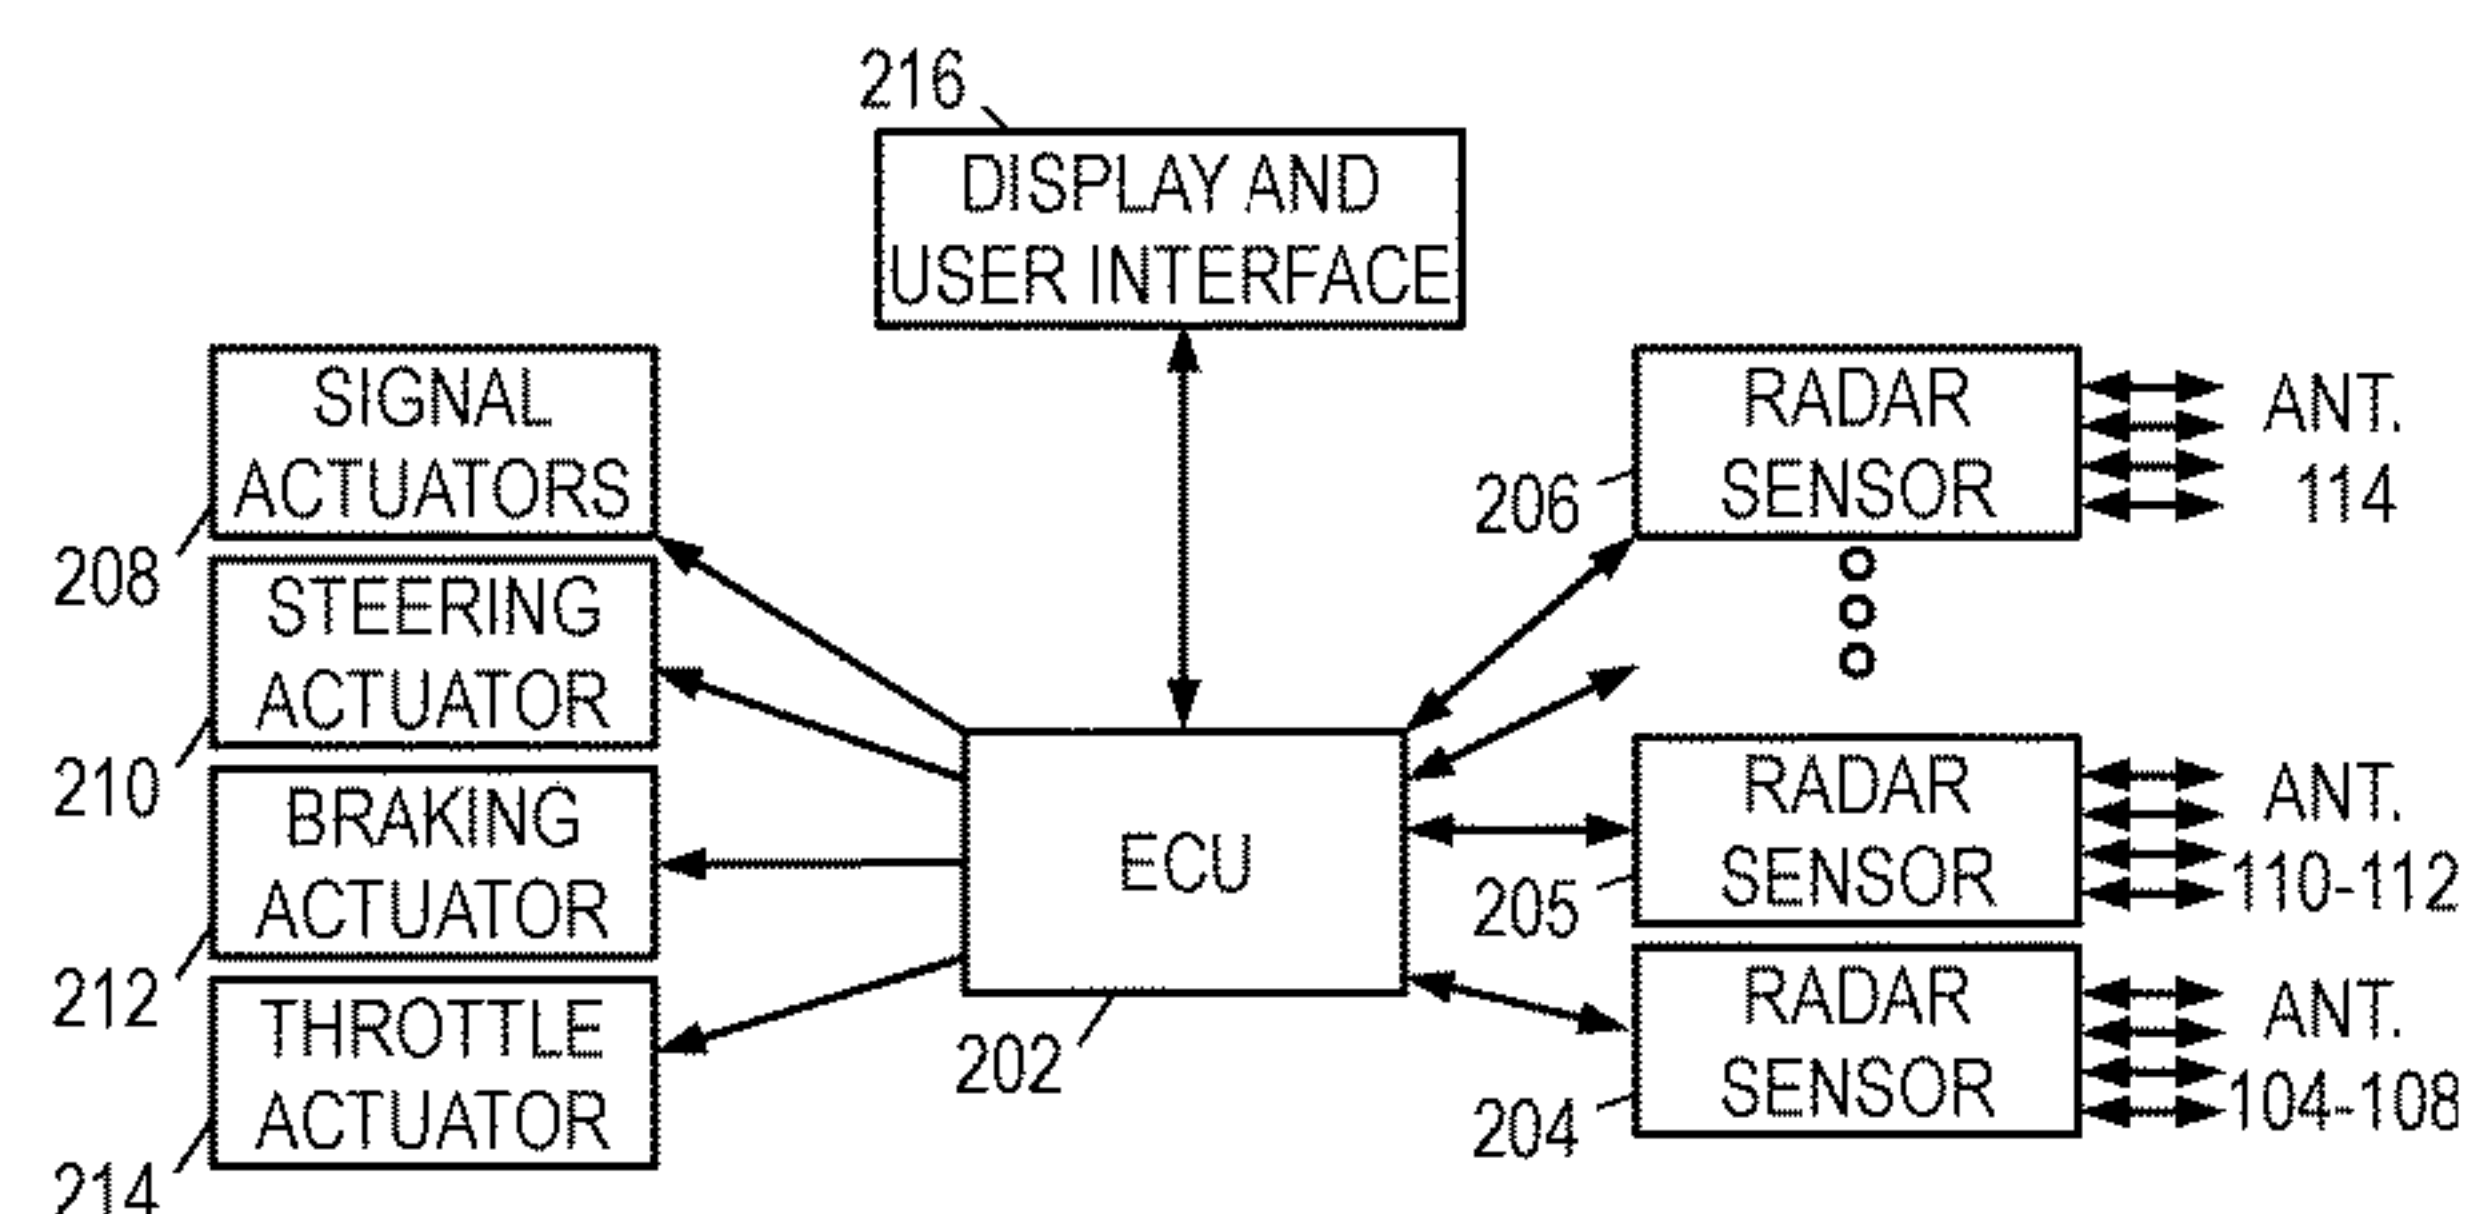 216
DISPLAY AND
USER INTERFACE
SIGNAL
ACTUATORS
208
STEERING
ACTUATOR
210
BRAKING
ACTUATOR
212
THROTTLE
ACTUATOR
214
ECU
202
RADAR
SENSOR
206
ANT.
114
RADAR
SENSOR
205
ANT.
110-112
RADAR
SENSOR
204
ANT.
104-108